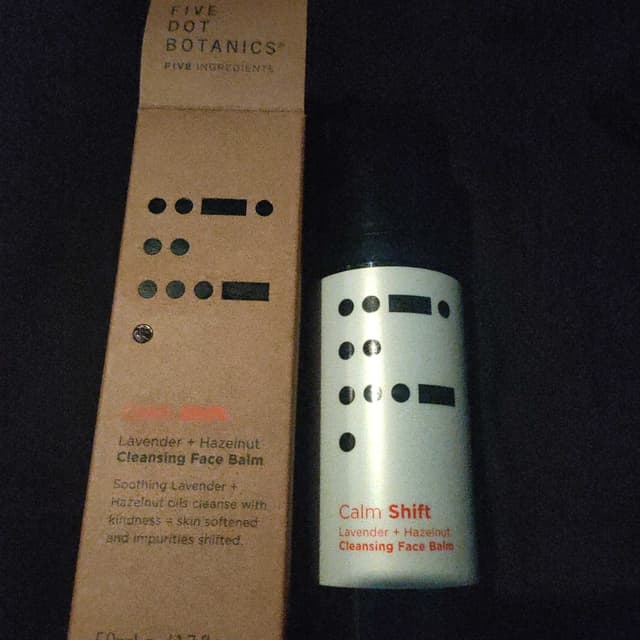 FIVE
DOT
BOTANICS®
FIVE INGREDIENTS
Lavender + Hazelnut
Cleansing Face Balm
Soothing Lavender +
Hazelnut oils cleanse with
kindness = skin softened
and impurities shifted.
Calm Shift
Lavender + Hazelnut
Cleansing Face Balm